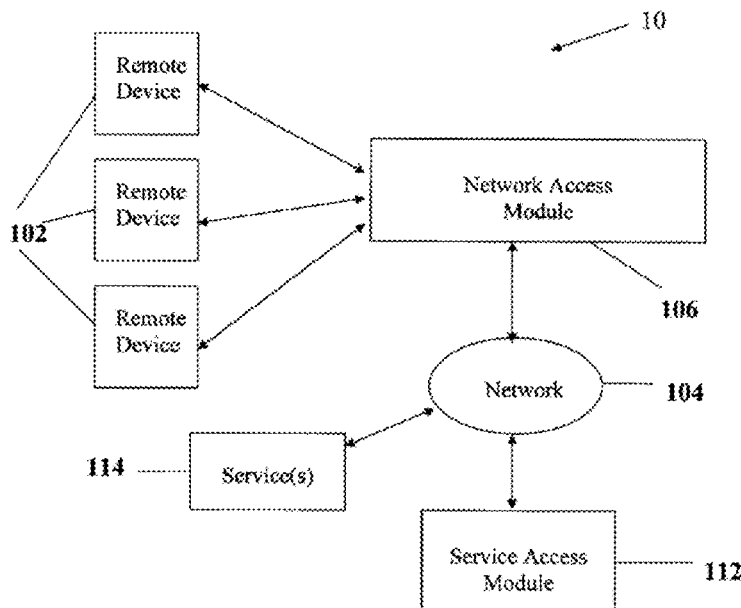 10
Remote
Device
Network Access
Module
Remote
Device
102
Remote
Device
106
Network
104
114
Service(s)
Service Access
Module
112